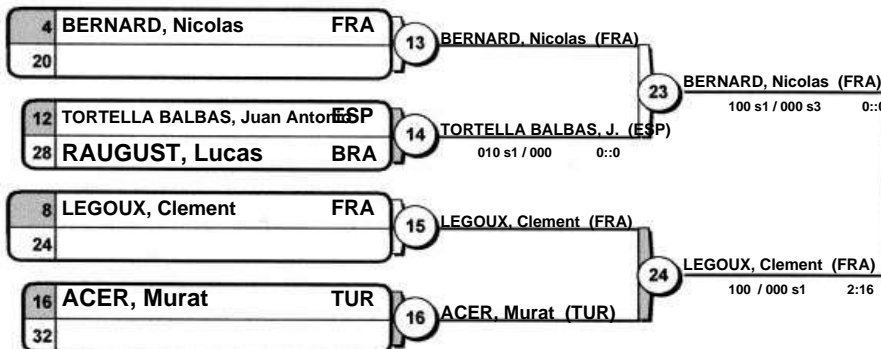 4 BERNARD, Nicolas FRA
20
13 BERNARD, Nicolas (FRA)
23 BERNARD, Nicolas (FRA)
100 s1 / 000 s3 0::0
12 TORTELLA BALBAS, Juan Antonio ESP
28 RAUGUST, Lucas BRA
14 TORTELLA BALBAS, J. (ESP)
010 s1 / 000 0::0
8 LEGOUX, Clement FRA
24
15 LEGOUX, Clement (FRA)
24 LEGOUX, Clement (FRA)
100 / 000 s1 2:16
16 ACER, Murat TUR
32
16 ACER, Murat (TUR)